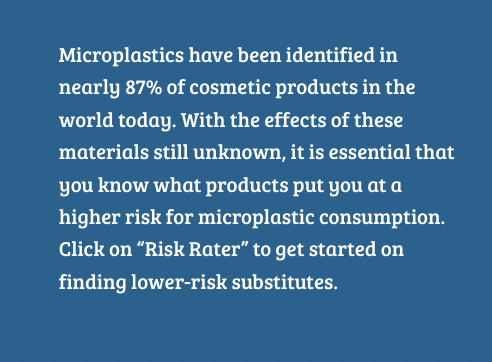 Microplastics have been identified in
nearly 87% of cosmetic products in the
world today. With the effects of these
materials still unknown, it is essential that
you know what products put you at a
higher risk for microplastic consumption.
Click on “Risk Rater” to get started on
finding lower-risk substitutes.